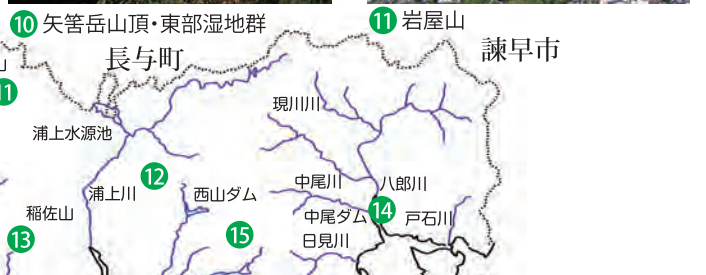 ⑩ 矢筈岳山頂・東部湿地群
⑪ 岩屋山
長与町
諫早市
11
現川川
浦上水源池
⑫
浦上川
西山ダム
中尾川
八郎川
稲佐山
中尾ダム
⑭
戸石川
⑬
⑮
日見川